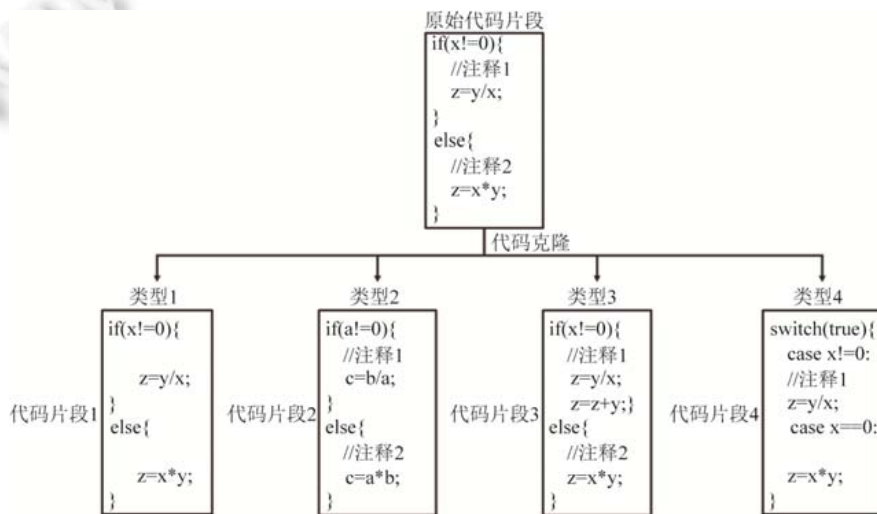 原始代码片段
if(x!=0){
//注释1
z=y/x;
}
else{
//注释2
z=x*y;
}
代码克隆
类型1
代码片段1
if(x!=0){
z=y/x;
}
else{
z=x*y;
}
类型2
代码片段2
if(a!=0){
//注释1
c=b/a;
}
else{
//注释2
c=a*b;
}
类型3
代码片段3
if(x!=0){
//注释1
z=y/x;
z=z+y;}
else{
//注释2
z=x*y;
}
类型4
代码片段4
switch(true){
case x!=0:
//注释1
z=y/x;
case x==0:
z=x*y;
}